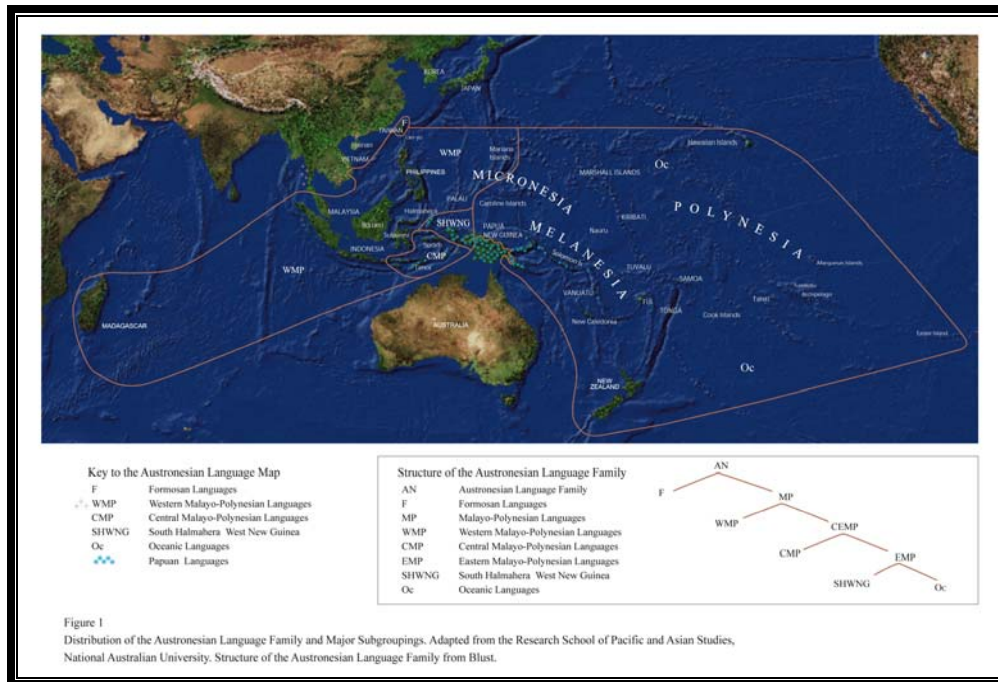 KOREA
JAPAN
F
TAIWAN
Hainan
VIETNAM
WMP
Mariana
Islands
Hawaiian Islands
Oc
MARSHALL ISLANDS
PHILIPPINES
MICRONESIA
POLYNESIA
PALAU
Caroline Islands
MALAYSIA
Halmahera
Borneo
SHWNG
PAPUA
NEW GUINEA
KIRIBATI
Nauru
MELANESIA
Sulawesi
INDONESIA
CMP
Timor
WMP
Solomon Is
TUVALU
Marquesas Islands
SAMOA
VANUATU
FIJI
Tahiti
Tuamotu
Archipelago
MADAGASCAR
AUSTRALIA
New Caledonia
TONGA
Cook Islands
Easter Island
Oc
NEW
ZEALAND
Key to the Austronesian Language Map
F Formosan Languages
WMP Western Malayo-Polynesian Languages
CMP Central Malayo-Polynesian Languages
SHWNG South Halmahera West New Guinea
Oc Oceanic Languages
Papuan Languages
Structure of the Austronesian Language Family
AN Austronesian Language Family
F Formosan Languages
MP Malayo-Polynesian Languages
WMP Western Malayo-Polynesian Languages
CMP Central Malayo-Polynesian Languages
EMP Eastern Malayo-Polynesian Languages
SHWNG South Halmahera West New Guinea
Oc Oceanic Languages
AN
F
MP
WMP
CEMP
CMP
EMP
SHWNG
Oc
Figure 1
Distribution of the Austronesian Language Family and Major Subgroupings. Adapted from the Research School of Pacific and Asian Studies,
National Australian University. Structure of the Austronesian Language Family from Blust.